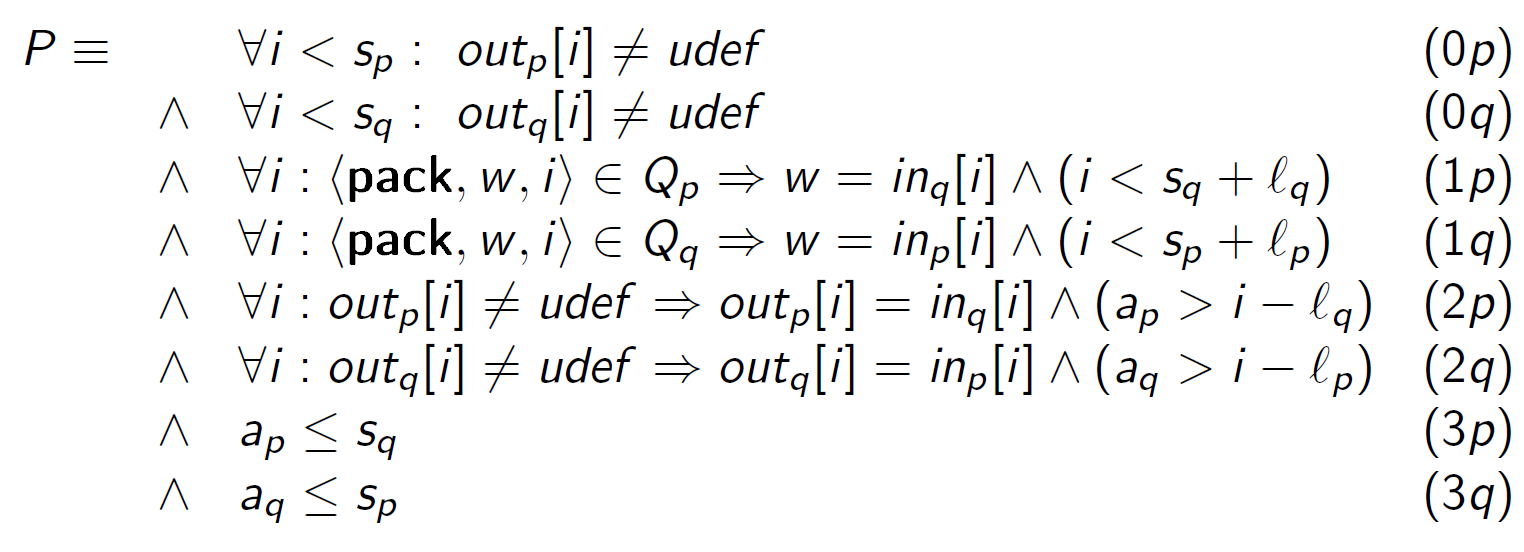 P ≡ ∀i < s_p : out_p[i] ≠ udef (0p)
∧ ∀i < s_q : out_q[i] ≠ udef (0q)
∧ ∀i : ⟨pack, w, i⟩ ∈ Q_p ⇒ w = in_q[i] ∧ (i < s_q + ℓ_q) (1p)
∧ ∀i : ⟨pack, w, i⟩ ∈ Q_q ⇒ w = in_p[i] ∧ (i < s_p + ℓ_p) (1q)
∧ ∀i : out_p[i] ≠ udef ⇒ out_p[i] = in_q[i] ∧ (a_p > i − ℓ_q) (2p)
∧ ∀i : out_q[i] ≠ udef ⇒ out_q[i] = in_p[i] ∧ (a_q > i − ℓ_p) (2q)
∧ a_p ≤ s_q (3p)
∧ a_q ≤ s_p (3q)